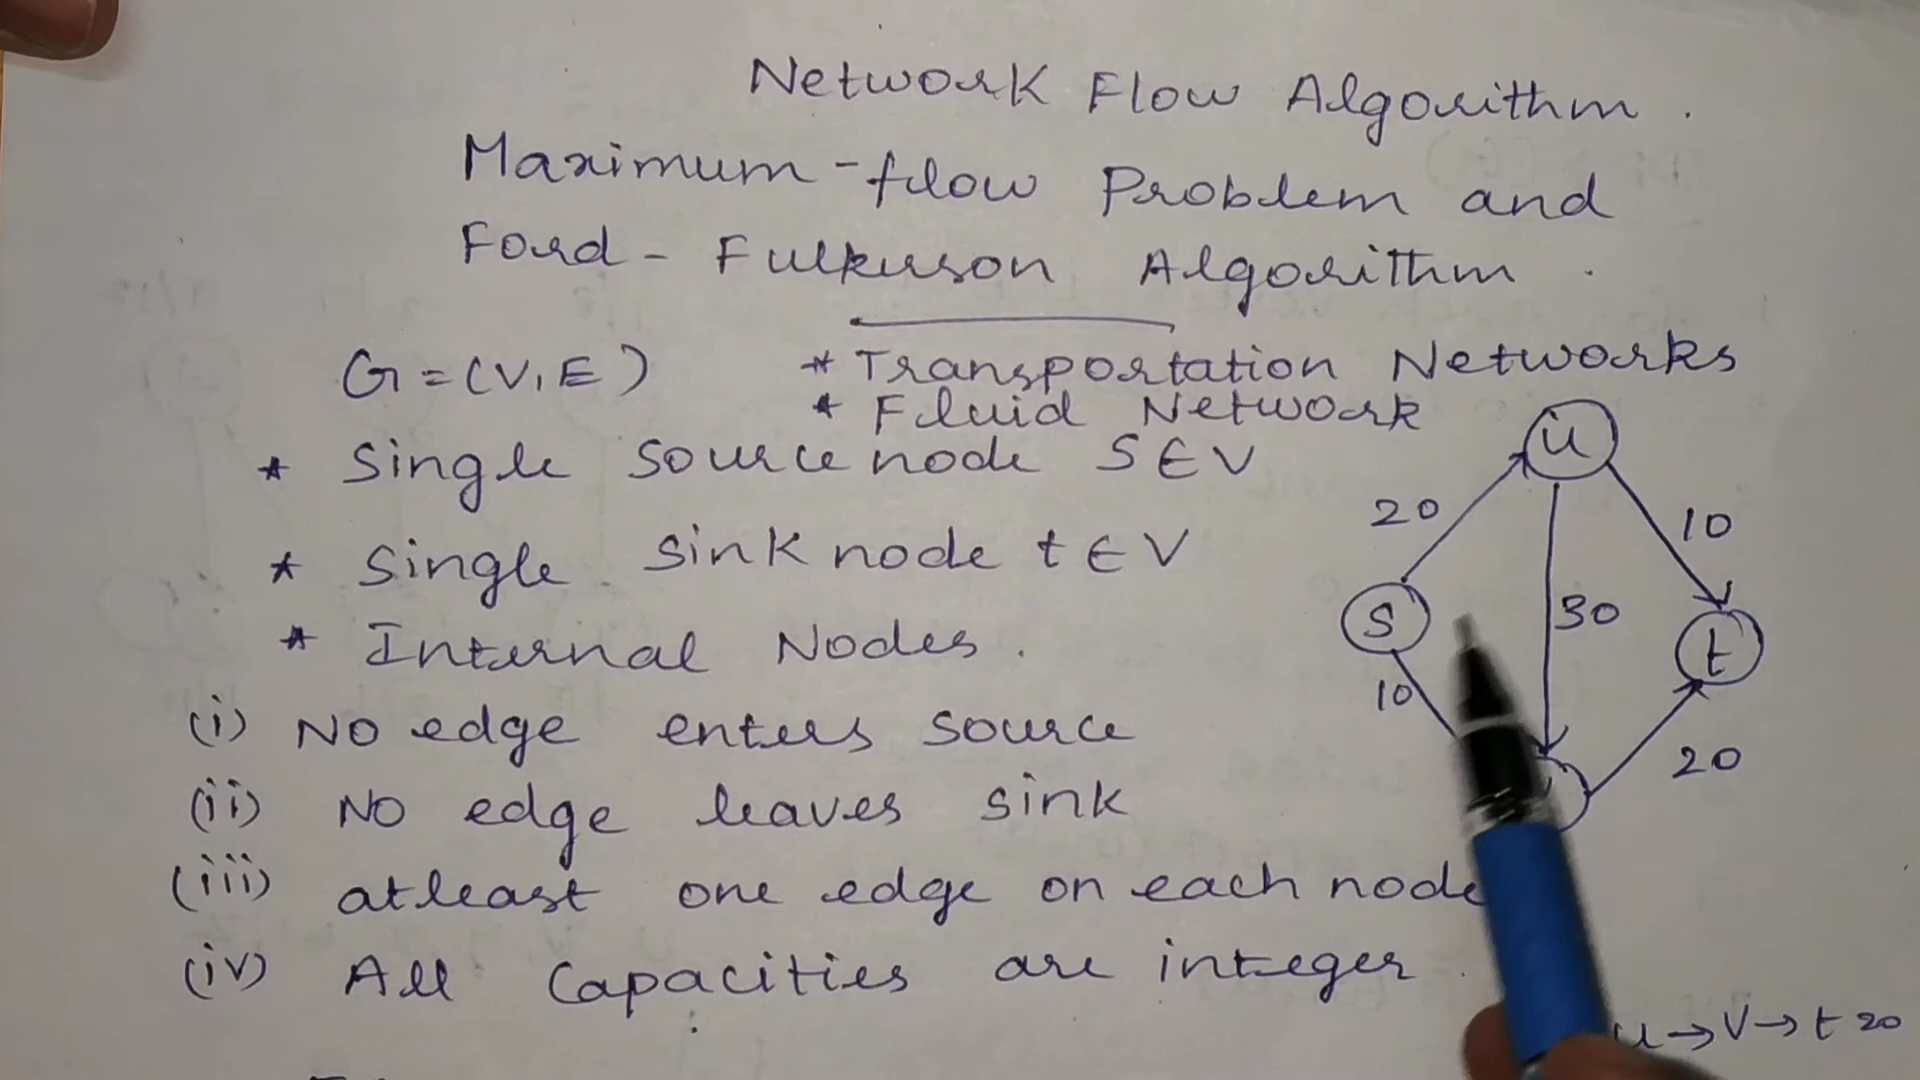 Network Flow Algorithm.
Maximum-flow Problem and
Ford-Fulkerson Algorithm.
G=(V,E)
* Transportation Networks
* Fluid Network
* Single source node S∈V
* Single sink node t∈V
* Internal Nodes.
(i) No edge enters source
(ii) No edge leaves sink
(iii) atleast one edge on each node
(iv) All Capacities are integer.
u
20
10
S
30
t
10
20
u→V→t 20